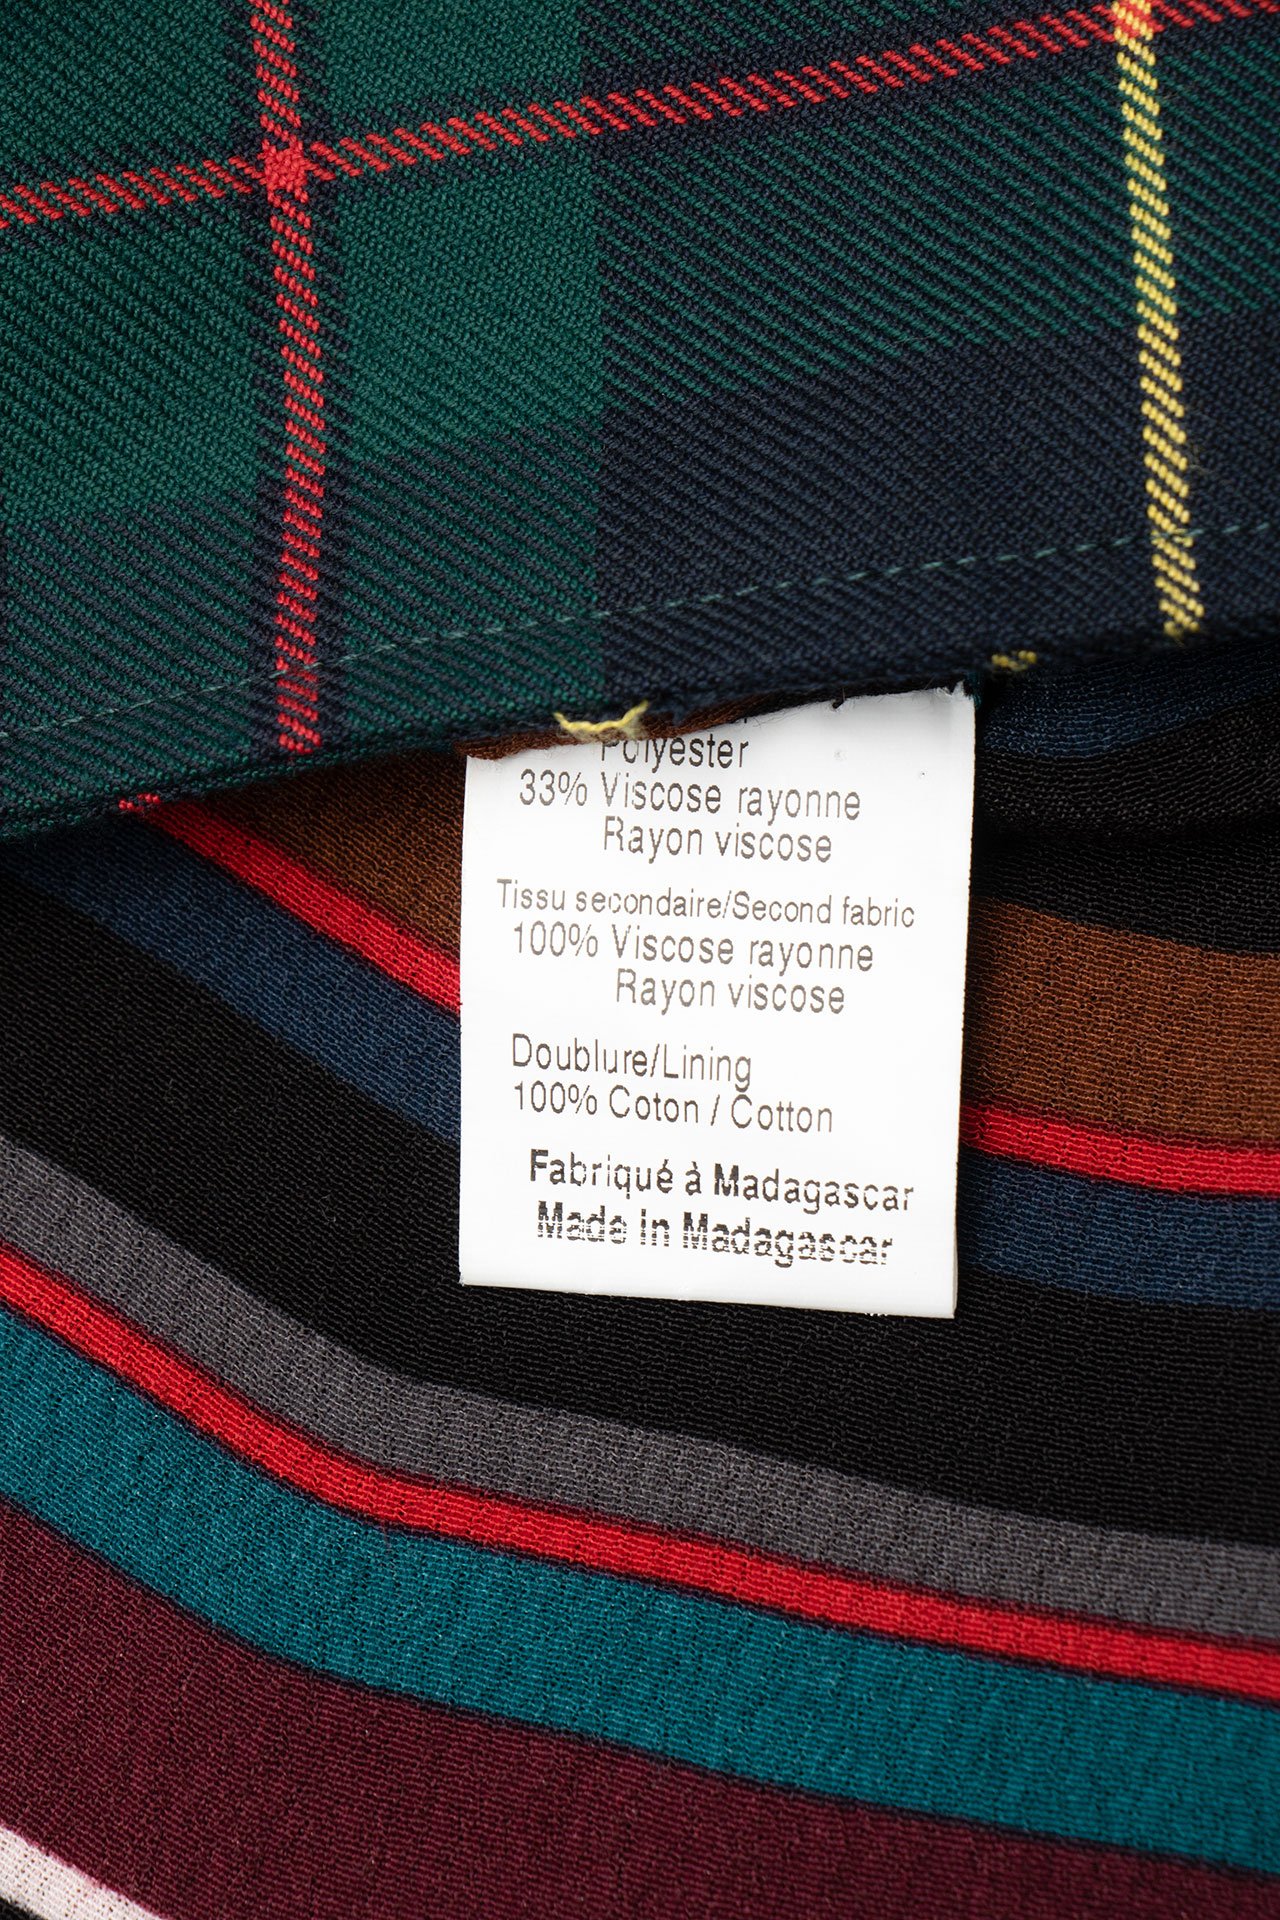 Polyester
33% Viscose rayonne
Rayon viscose
Tissu secondaire/Second fabric
100% Viscose rayonne
Rayon viscose
Doublure/Lining
100% Coton / Cotton
Fabriqué à Madagascar
Made in Madagascar